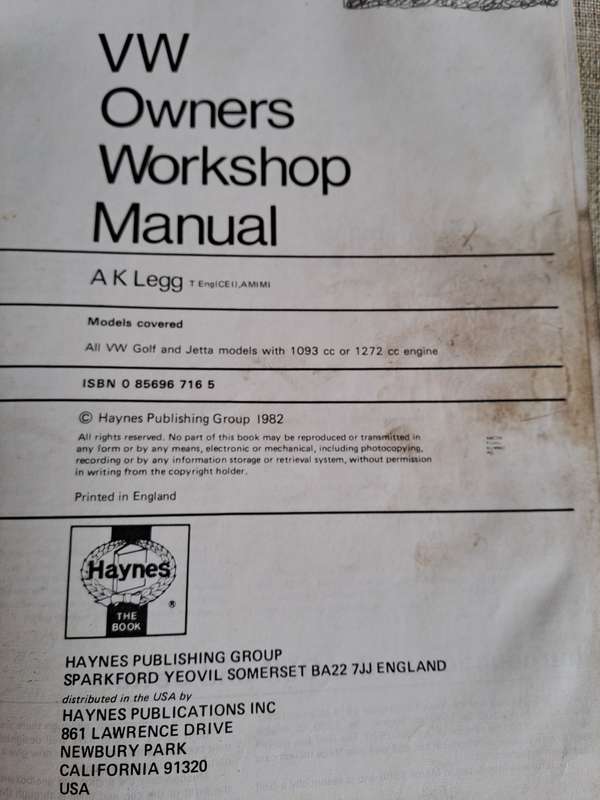 VW
Owners
Workshop
Manual
A K Legg T Eng(CEI),AMIMI
Models covered
All VW Golf and Jetta models with 1093 cc or 1272 cc engine
ISBN 0 85696 716 5
© Haynes Publishing Group 1982
All rights reserved. No part of this book may be reproduced or transmitted in
any form or by any means, electronic or mechanical, including photocopying,
recording or by any information storage or retrieval system, without permission
in writing from the copyright holder.
Printed in England
Haynes
®
THE
BOOK
HAYNES PUBLISHING GROUP
SPARKFORD YEOVIL SOMERSET BA22 7JJ ENGLAND
distributed in the USA by
HAYNES PUBLICATIONS INC
861 LAWRENCE DRIVE
NEWBURY PARK
CALIFORNIA 91320
USA